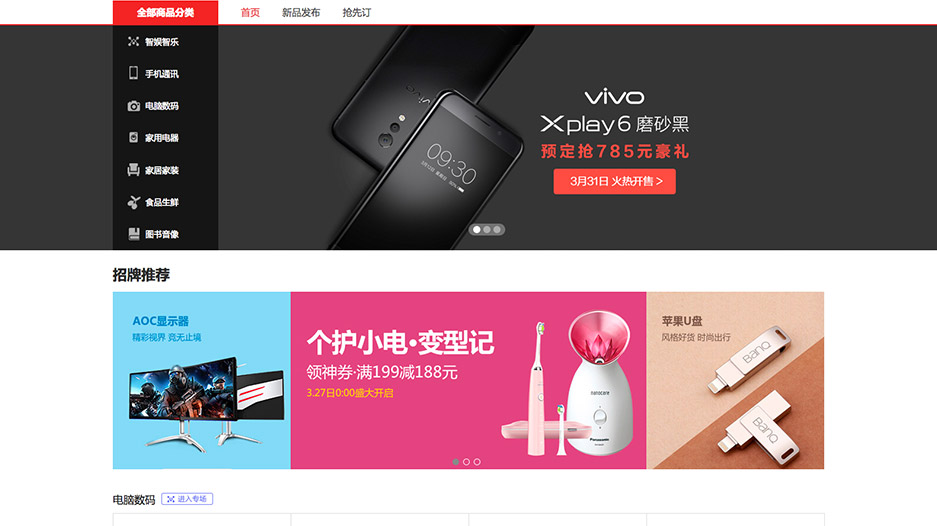 全部商品分类
首页
新品发布
抢先订
智娱智乐
手机通讯
电脑数码
家用电器
家居家装
食品生鲜
图书音像
vivo
09:30
vivo
Xplay6 磨砂黑
预定抢785元豪礼
3月31日 火热开售 >
招牌推荐
AOC显示器
精彩视界 竞无止境
个护小电·变型记
领神券·满199减188元
3.27日0:00盛大开启
nanocare
Panasonic
苹果U盘
风格好货 时尚出行
BanQ
BanQ
电脑数码
进入专场